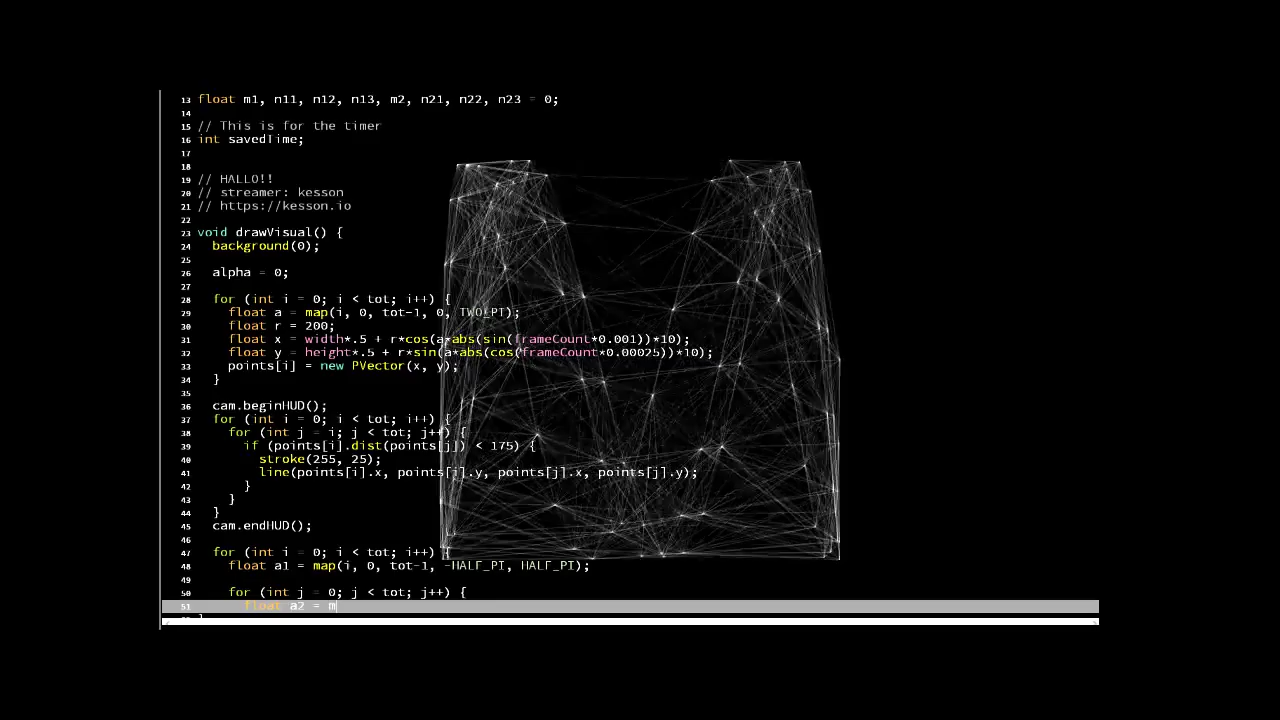 13 float m1, n11, n12, n13, m2, n21, n22, n23 = 0;
14
15 // This is for the timer
16 int savedTime;
17
18
19 // HALLO!!
20 // streamer: kesson
21 // https://kesson.io
22
23 void drawVisual() {
24 background(0);
25
26 alpha = 0;
27
28 for (int i = 0; i < tot; i++) {
29 float a = map(i, 0, tot-1, 0, TWO_PI);
30 float r = 200;
31 float x = width*.5 + r*cos(a*abs(sin(frameCount*0.001))*10);
32 float y = height*.5 + r*sin(a*abs(cos(frameCount*0.00025))*10);
33 points[i] = new PVector(x, y);
34 }
35
36 cam.beginHUD();
37 for (int i = 0; i < tot; i++) {
38 for (int j = i; j < tot; j++) {
39 if (points[i].dist(points[j]) < 175) {
40 stroke(255, 25);
41 line(points[i].x, points[i].y, points[j].x, points[j].y);
42 }
43 }
44 }
45 cam.endHUD();
46
47 for (int i = 0; i < tot; i++) {
48 float a1 = map(i, 0, tot-1, -HALF_PI, HALF_PI);
49
50 for (int j = 0; j < tot; j++) {
51 float a2 = m